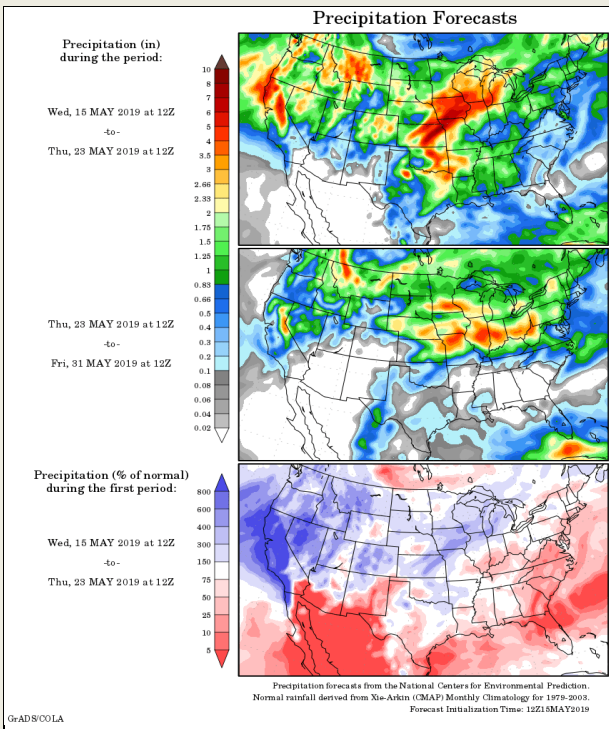 Precipitation Forecasts
Precipitation (in)
during the period:
Wed, 15 MAY 2019 at 12Z
-to-
Thu, 23 MAY 2019 at 12Z
10
8
7
6
5
4
3.5
3
2.66
2.33
2
1.75
1.5
1.25
1
0.83
0.66
0.5
0.4
0.3
0.2
0.1
0.08
0.06
0.04
0.02
Thu, 23 MAY 2019 at 12Z
-to-
Fri, 31 MAY 2019 at 12Z
Precipitation (% of normal)
during the first period:
Wed, 15 MAY 2019 at 12Z
-to-
Thu, 23 MAY 2019 at 12Z
800
600
400
300
150
75
50
25
10
5
Precipitation forecasts from the National Centers for Environmental Prediction.
Normal rainfall derived from Xie-Arkin (CMAP) Monthly Climatology for 1979-2003.
Forecast Initialization Time: 12Z15MAY2019
GrADS/COLA